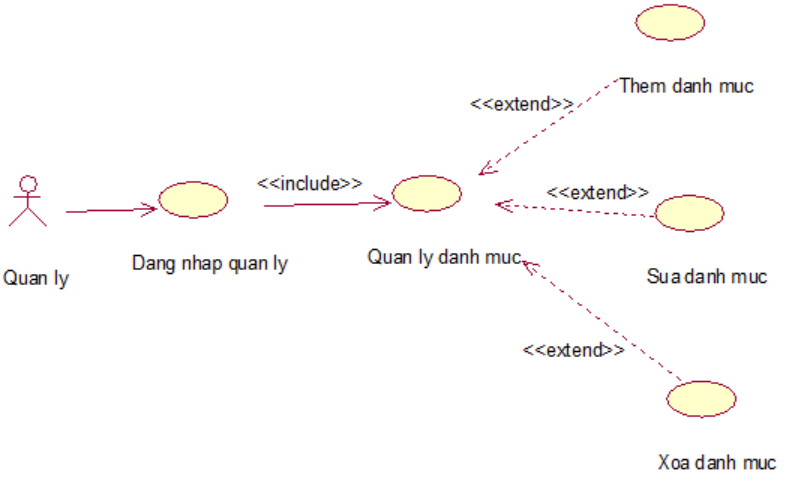 Them danh muc
<<extend>>
<<include>>
<<extend>>
Quan ly
Dang nhap quan ly
Quan ly danh muc
Sua danh muc
<<extend>>
Xoa danh muc